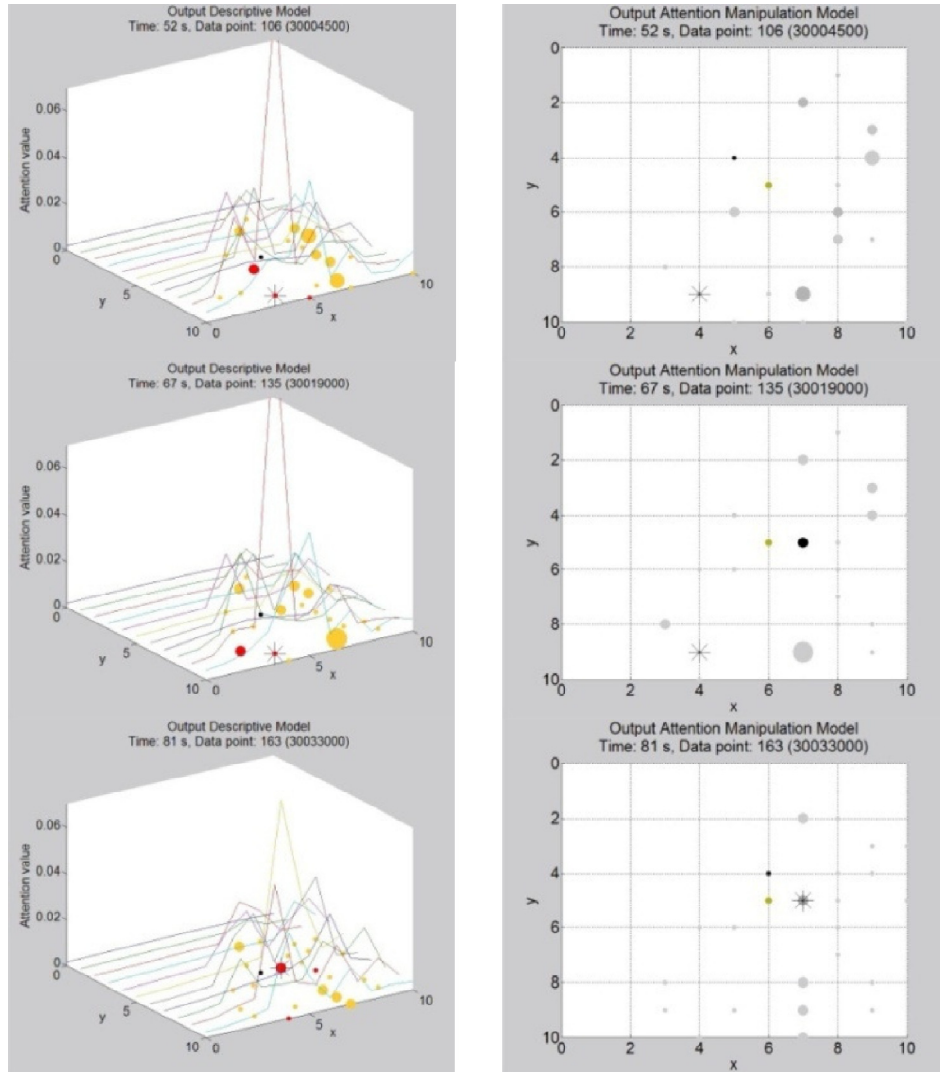 Output Descriptive Model
Time: 52 s, Data point: 106 (30004500)
0.06
0.04
0.02
0
Attention value
0
5
10
y
0
5
10
x
Output Attention Manipulation Model
Time: 52 s, Data point: 106 (30004500)
0
2
4
6
8
10
y
0
2
4
6
8
10
x
Output Descriptive Model
Time: 67 s, Data point: 135 (30019000)
0.06
0.04
0.02
0
Attention value
0
5
10
y
0
5
10
x
Output Attention Manipulation Model
Time: 67 s, Data point: 135 (30019000)
0
2
4
6
8
10
y
0
2
4
6
8
10
x
Output Descriptive Model
Time: 81 s, Data point: 163 (30033000)
0.06
0.04
0.02
0
Attention value
0
5
10
y
0
5
10
x
Output Attention Manipulation Model
Time: 81 s, Data point: 163 (30033000)
0
2
4
6
8
10
y
0
2
4
6
8
10
x